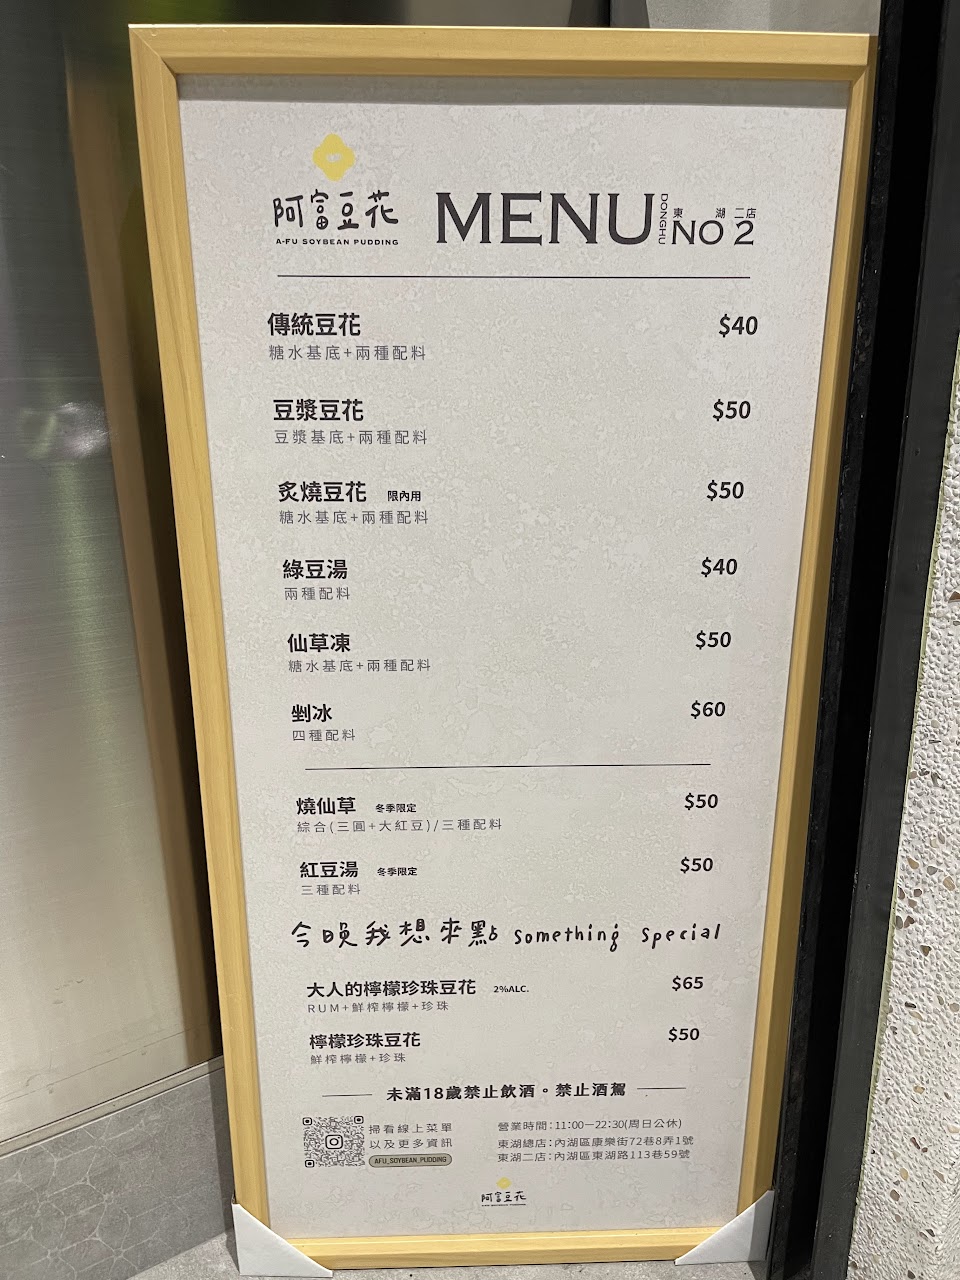 阿富豆花
A-FU SOYBEAN PUDDING
MENU DONGHU 東湖二店 NO 2
傳統豆花 $40
糖水基底+兩種配料
豆漿豆花 $50
豆漿基底+兩種配料
炙燒豆花 限內用 $50
糖水基底+兩種配料
綠豆湯 $40
兩種配料
仙草凍 $50
糖水基底+兩種配料
剉冰 $60
四種配料
燒仙草 冬季限定 $50
綜合(三圓+大紅豆)/三種配料
紅豆湯 冬季限定 $50
三種配料
今晚我想來點 something special
大人的檸檬珍珠豆花 2%ALC. $65
RUM+鮮榨檸檬+珍珠
檸檬珍珠豆花 $50
鮮榨檸檬+珍珠
未滿18歲禁止飲酒。禁止酒駕
掃看線上菜單
以及更多資訊
AFU_SOYBEAN_PUDDING
營業時間:11:00—22:30(周日公休)
東湖總店:內湖區康樂街72巷8弄1號
東湖二店:內湖區東湖路113巷59號
阿富豆花